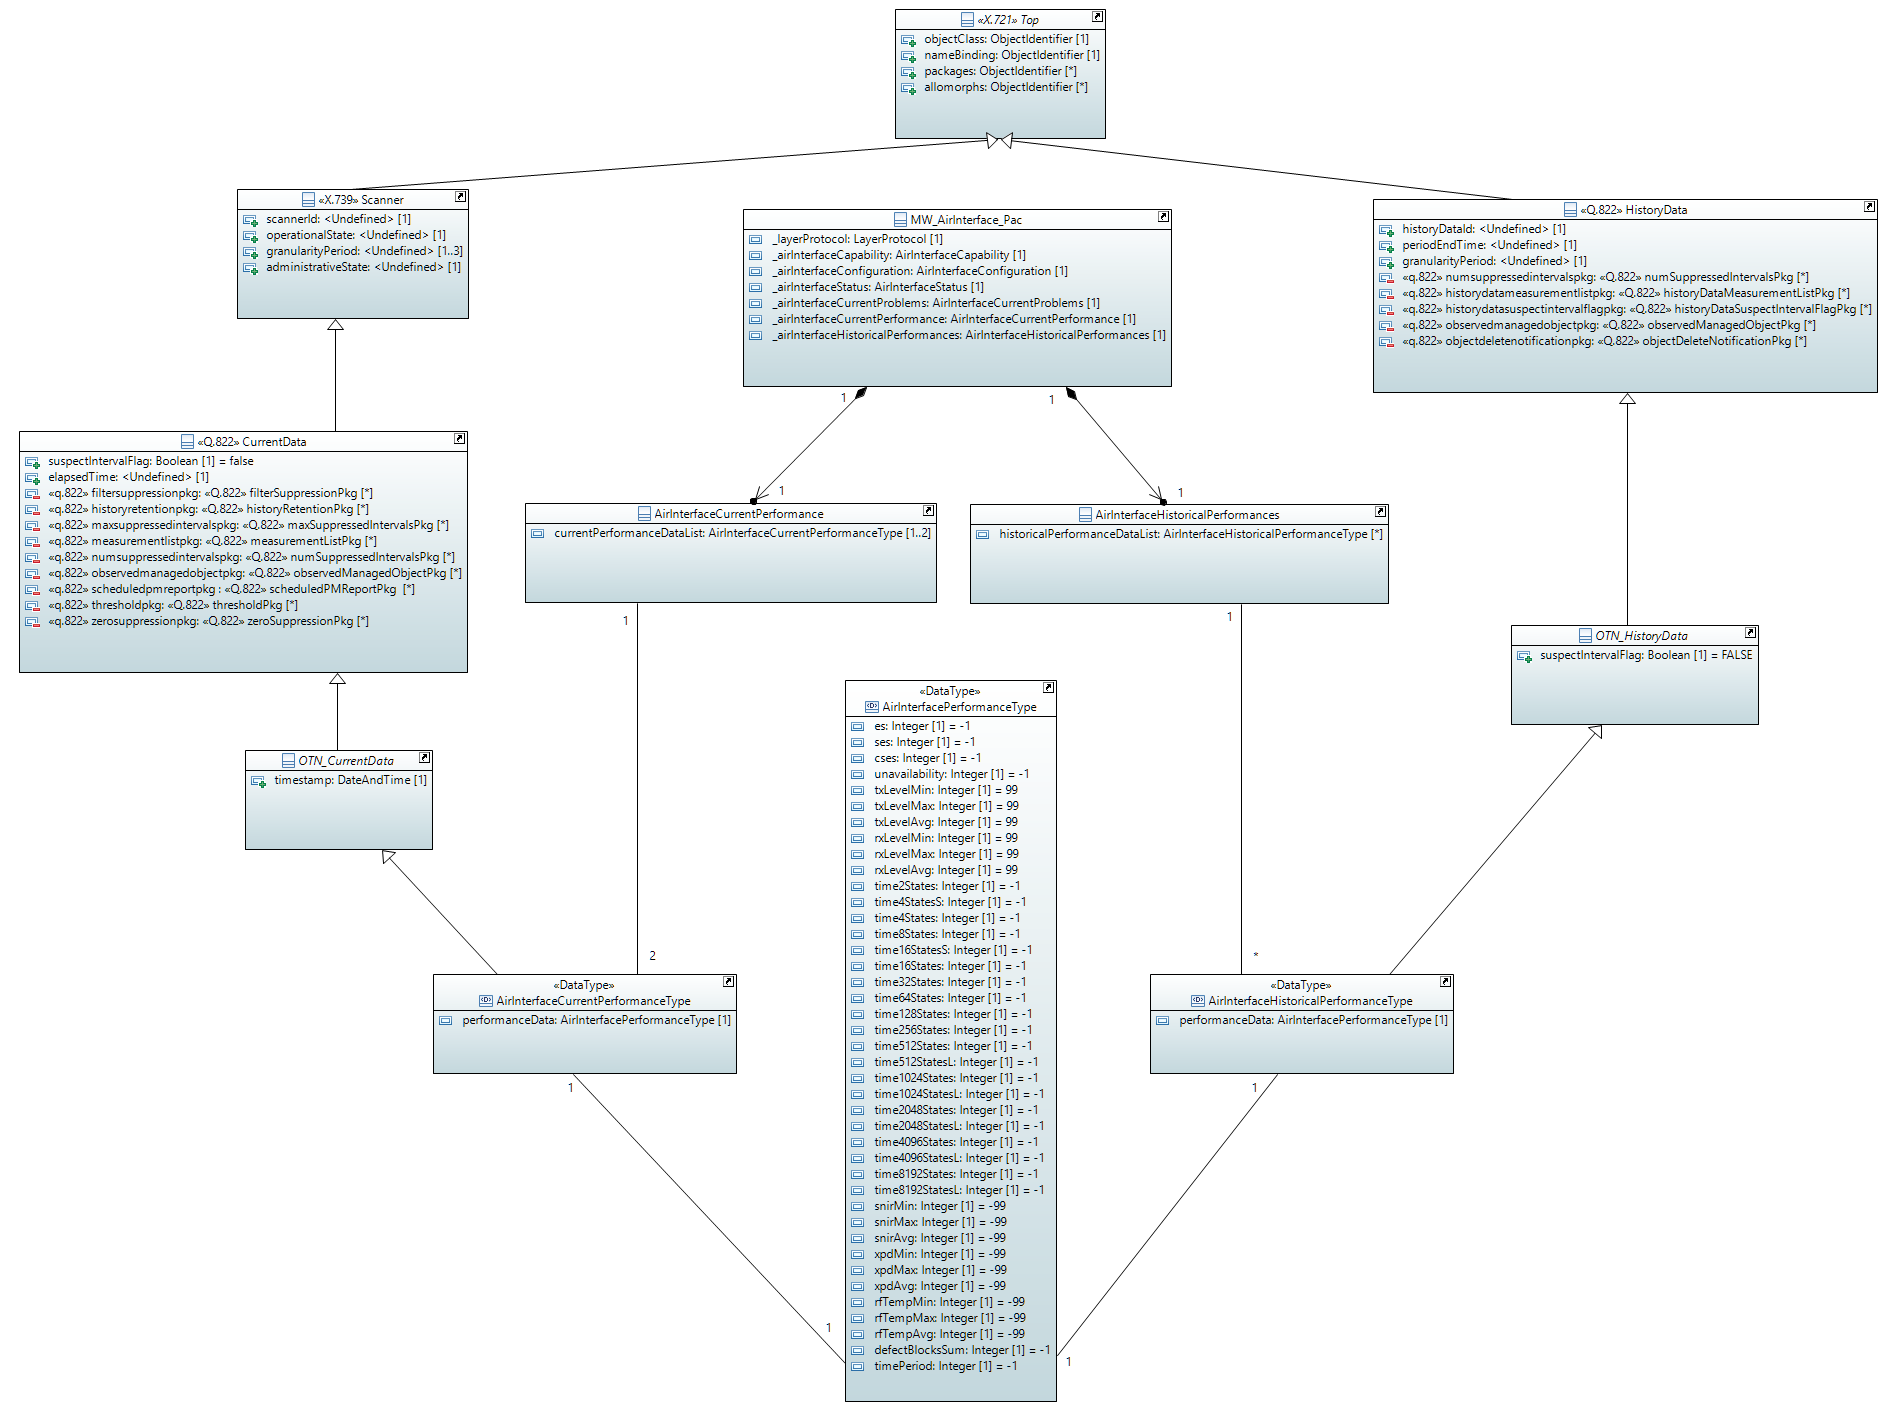 «X.721» Top
objectClass: ObjectIdentifier [1]
nameBinding: ObjectIdentifier [1]
packages: ObjectIdentifier [*]
allomorphs: ObjectIdentifier [*]
«X.739» Scanner
scannerId: <Undefined> [1]
operationalState: <Undefined> [1]
granularityPeriod: <Undefined> [1..3]
administrativeState: <Undefined> [1]
MW_AirInterface_Pac
_layerProtocol: LayerProtocol [1]
_airInterfaceCapability: AirInterfaceCapability [1]
_airInterfaceConfiguration: AirInterfaceConfiguration [1]
_airInterfaceStatus: AirInterfaceStatus [1]
_airInterfaceCurrentProblems: AirInterfaceCurrentProblems [1]
_airInterfaceCurrentPerformance: AirInterfaceCurrentPerformance [1]
_airInterfaceHistoricalPerformances: AirInterfaceHistoricalPerformances [1]
«Q.822» HistoryData
historyDataId: <Undefined> [1]
periodEndTime: <Undefined> [1]
granularityPeriod: <Undefined> [1]
«q.822» numsuppressedintervalspkg: «Q.822» numSuppressedIntervalsPkg [*]
«q.822» historydatameasurementlistpkg: «Q.822» historyDataMeasurementListPkg [*]
«q.822» historydatasuspectintervalflagpkg: «Q.822» historyDataSuspectIntervalFlagPkg [*]
«q.822» observedmanagedobjectpkg: «Q.822» observedManagedObjectPkg [*]
«q.822» objectdeletenotificationpkg: «Q.822» objectDeleteNotificationPkg [*]
1
1
«Q.822» CurrentData
suspectIntervalFlag: Boolean [1] = false
elapsedTime: <Undefined> [1]
«q.822» filtersuppressionpkg: «Q.822» filterSuppressionPkg [*]
«q.822» historyretentionpkg: «Q.822» historyRetentionPkg [*]
«q.822» maxsuppressedintervalspkg: «Q.822» maxSuppressedIntervalsPkg [*]
«q.822» measurementlistpkg: «Q.822» measurementListPkg [*]
«q.822» numsuppressedintervalspkg: «Q.822» numSuppressedIntervalsPkg [*]
«q.822» observedmanagedobjectpkg: «Q.822» observedManagedObjectPkg [*]
«q.822» scheduledpmreportpkg : «Q.822» scheduledPMReportPkg  [*]
«q.822» thresholdpkg: «Q.822» thresholdPkg [*]
«q.822» zerosuppressionpkg: «Q.822» zeroSuppressionPkg [*]
1
1
AirInterfaceCurrentPerformance
currentPerformanceDataList: AirInterfaceCurrentPerformanceType [1..2]
AirInterfaceHistoricalPerformances
historicalPerformanceDataList: AirInterfaceHistoricalPerformanceType [*]
1
1
OTN_HistoryData
suspectIntervalFlag: Boolean [1] = FALSE
OTN_CurrentData
timestamp: DateAndTime [1]
«DataType»
AirInterfacePerformanceType
es: Integer [1] = -1
ses: Integer [1] = -1
cses: Integer [1] = -1
unavailability: Integer [1] = -1
txLevelMin: Integer [1] = 99
txLevelMax: Integer [1] = 99
txLevelAvg: Integer [1] = 99
rxLevelMin: Integer [1] = 99
rxLevelMax: Integer [1] = 99
rxLevelAvg: Integer [1] = 99
time2States: Integer [1] = -1
time4StatesS: Integer [1] = -1
time4States: Integer [1] = -1
time8States: Integer [1] = -1
time16StatesS: Integer [1] = -1
time16States: Integer [1] = -1
time32States: Integer [1] = -1
time64States: Integer [1] = -1
time128States: Integer [1] = -1
time256States: Integer [1] = -1
time512States: Integer [1] = -1
time512StatesL: Integer [1] = -1
time1024States: Integer [1] = -1
time1024StatesL: Integer [1] = -1
time2048States: Integer [1] = -1
time2048StatesL: Integer [1] = -1
time4096States: Integer [1] = -1
time4096StatesL: Integer [1] = -1
time8192States: Integer [1] = -1
time8192StatesL: Integer [1] = -1
snirMin: Integer [1] = -99
snirMax: Integer [1] = -99
snirAvg: Integer [1] = -99
xpdMin: Integer [1] = -99
xpdMax: Integer [1] = -99
xpdAvg: Integer [1] = -99
rfTempMin: Integer [1] = -99
rfTempMax: Integer [1] = -99
rfTempAvg: Integer [1] = -99
defectBlocksSum: Integer [1] = -1
timePeriod: Integer [1] = -1
2
*
«DataType»
AirInterfaceCurrentPerformanceType
performanceData: AirInterfacePerformanceType [1]
«DataType»
AirInterfaceHistoricalPerformanceType
performanceData: AirInterfacePerformanceType [1]
1
1
1
1